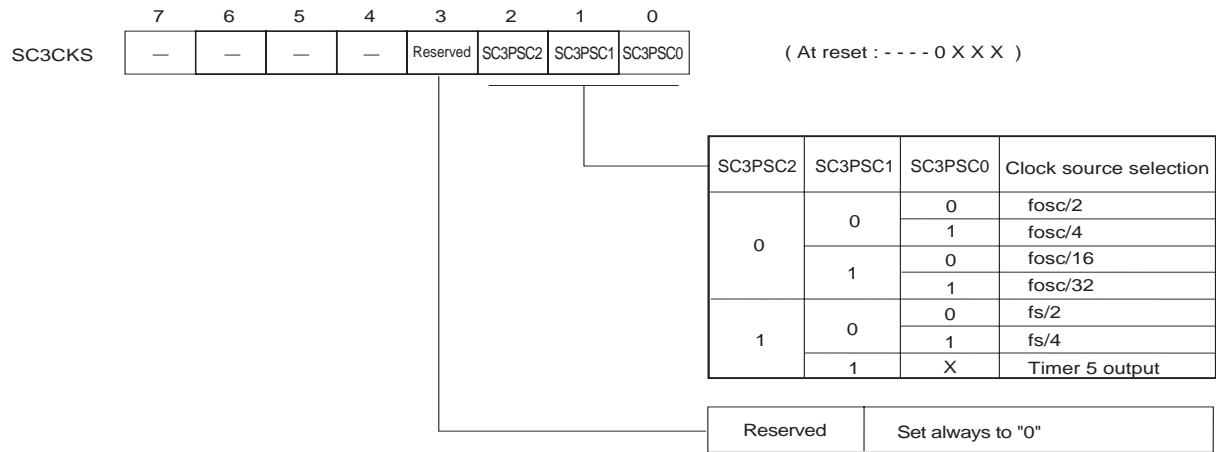 7 6 5 4 3 2 1 0
SC3CKS — — — — Reserved SC3PSC2 SC3PSC1 SC3PSC0 ( At reset : - - - - 0 X X X )
SC3PSC2 SC3PSC1 SC3PSC0 Clock source selection
0 0 0 fosc/2
1 fosc/4
1 0 fosc/16
1 fosc/32
1 0 0 fs/2
1 fs/4
1 X Timer 5 output
Reserved Set always to "0"